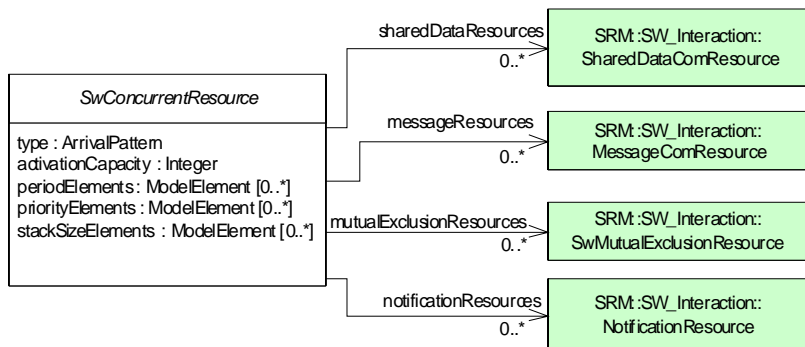 sharedDataResources
0..*
SRM::SW_Interaction::
SharedDataComResource
SwConcurrentResource
type : ArrivalPattern
activationCapacity : Integer
periodElements : ModelElement [0..*]
priorityElements : ModelElement [0..*]
stackSizeElements : ModelElement [0..*]
messageResources
0..*
SRM::SW_Interaction::
MessageComResource
mutualExclusionResources
0..*
SRM::SW_Interaction::
SwMutualExclusionResource
notificationResources
0..*
SRM::SW_Interaction::
NotificationResource